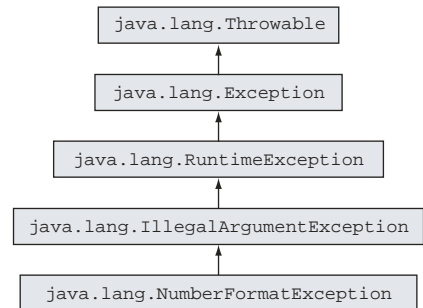 java.lang.Throwable
java.lang.Exception
java.lang.RuntimeException
java.lang.IllegalArgumentException
java.lang.NumberFormatException